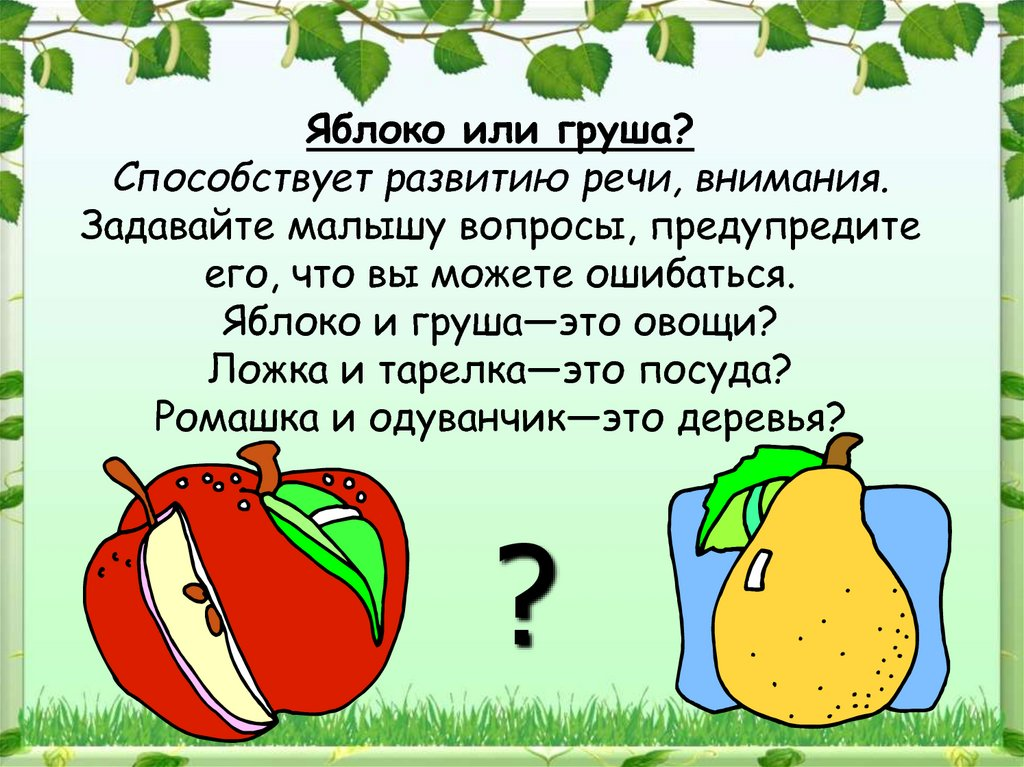 Яблоко или груша?
Способствует развитию речи, внимания.
Задавайте малышу вопросы, предупредите
его, что вы можете ошибаться.
Яблоко и груша—это овощи?
Ложка и тарелка—это посуда?
Ромашка и одуванчик—это деревья?
?